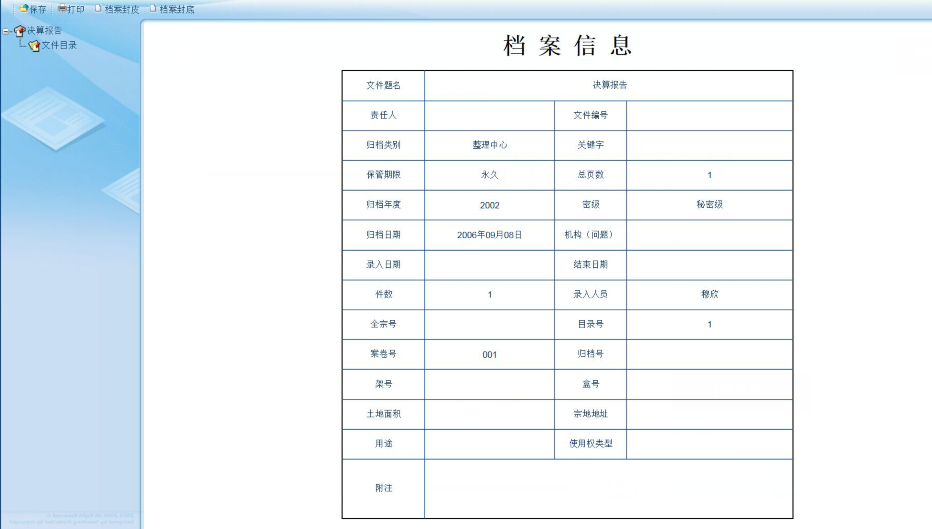 保存 打印 档案封皮 档案封底
决算报告
文件目录
档案信息
文件题名 决算报告
责任人 文件编号
归档类别 整理中心 关键字
保管期限 永久 总页数 1
归档年度 2002 密级 秘密级
归档日期 2006年09月08日 机构（问题）
录入日期 结束日期
件数 1 录入人员 穆欣
全宗号 目录号 1
案卷号 001 归档号
架号 盒号
土地面积 宗地地址
用途 使用权类型
附注